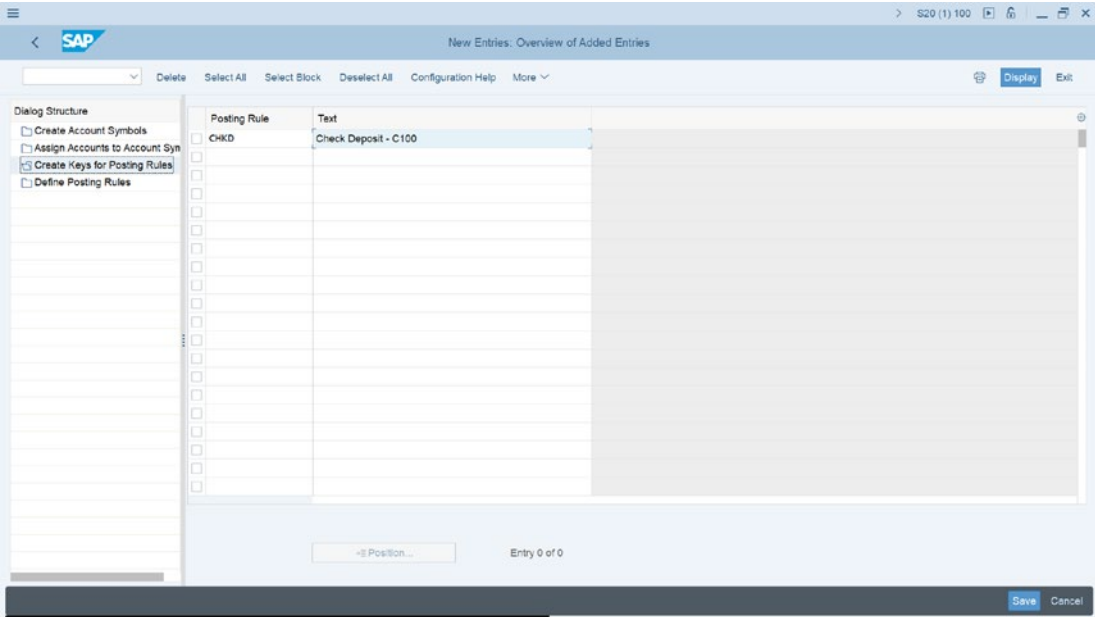 S20 (1) 100
SAP
New Entries: Overview of Added Entries
Delete Select All Select Block Deselect All Configuration Help More Display Exit
Dialog Structure
Create Account Symbols
Assign Accounts to Account Syn
Create Keys for Posting Rules
Define Posting Rules
Posting Rule Text
CHKD Check Deposit - C100
Position...
Entry 0 of 0
Save Cancel